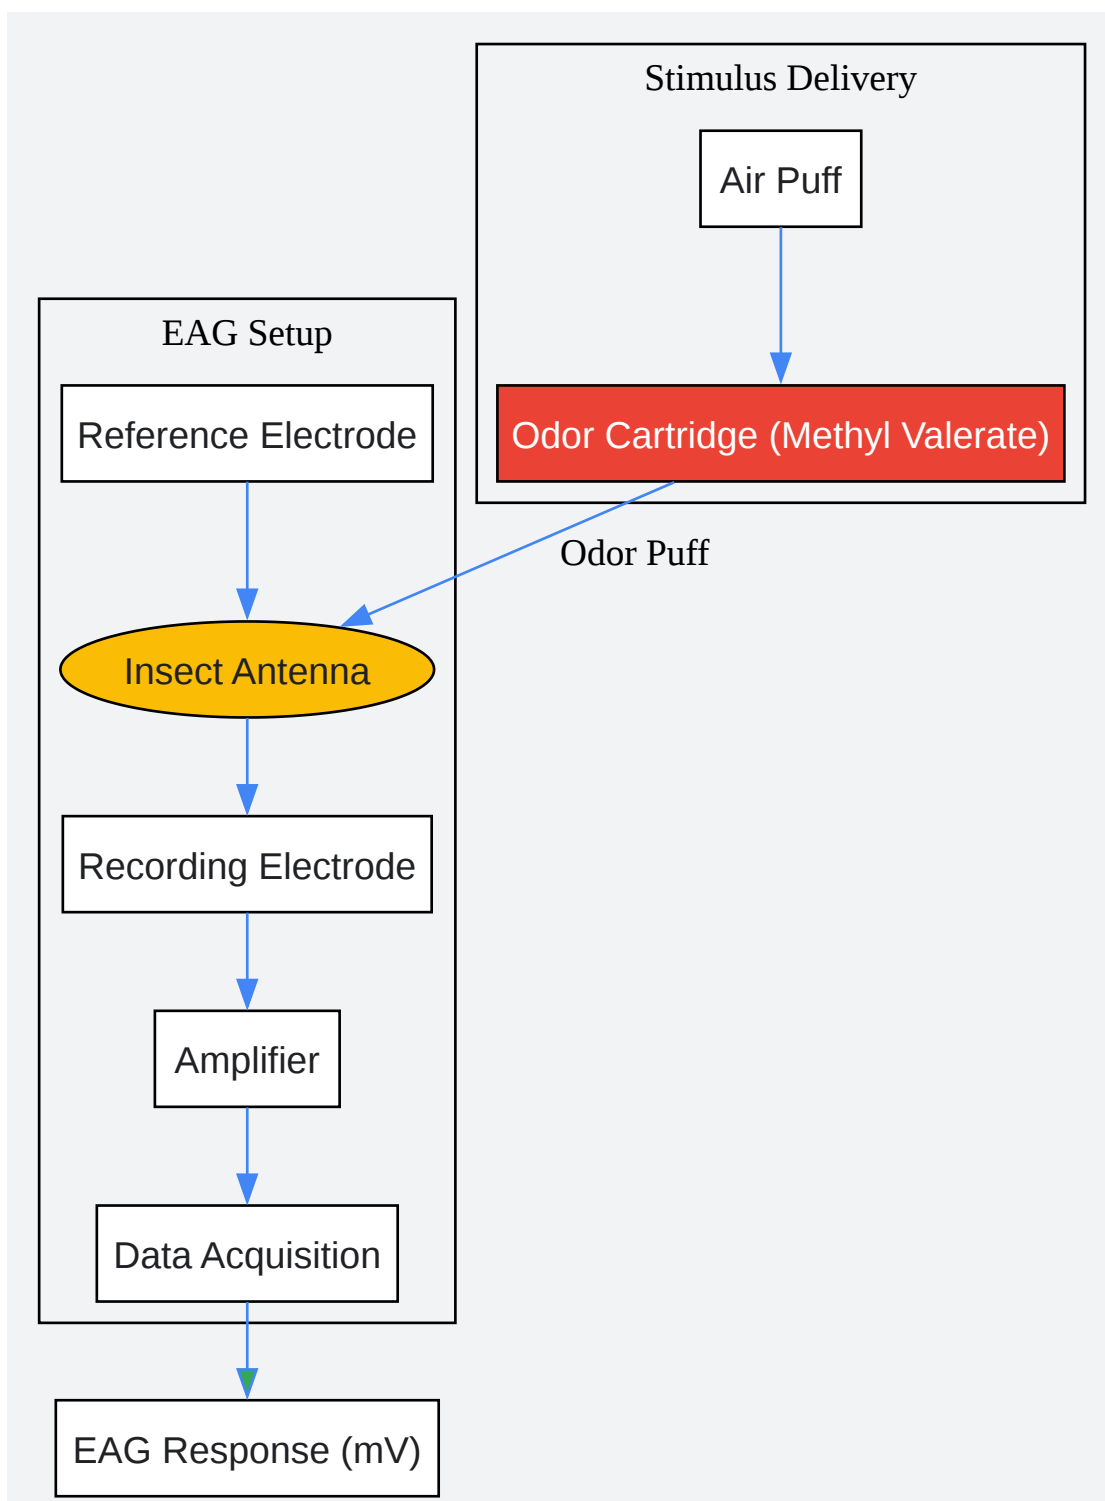 Stimulus Delivery
Air Puff
Odor Cartridge (Methyl Valerate)
Odor Puff
EAG Setup
Reference Electrode
Insect Antenna
Recording Electrode
Amplifier
Data Acquisition
EAG Response (mV)